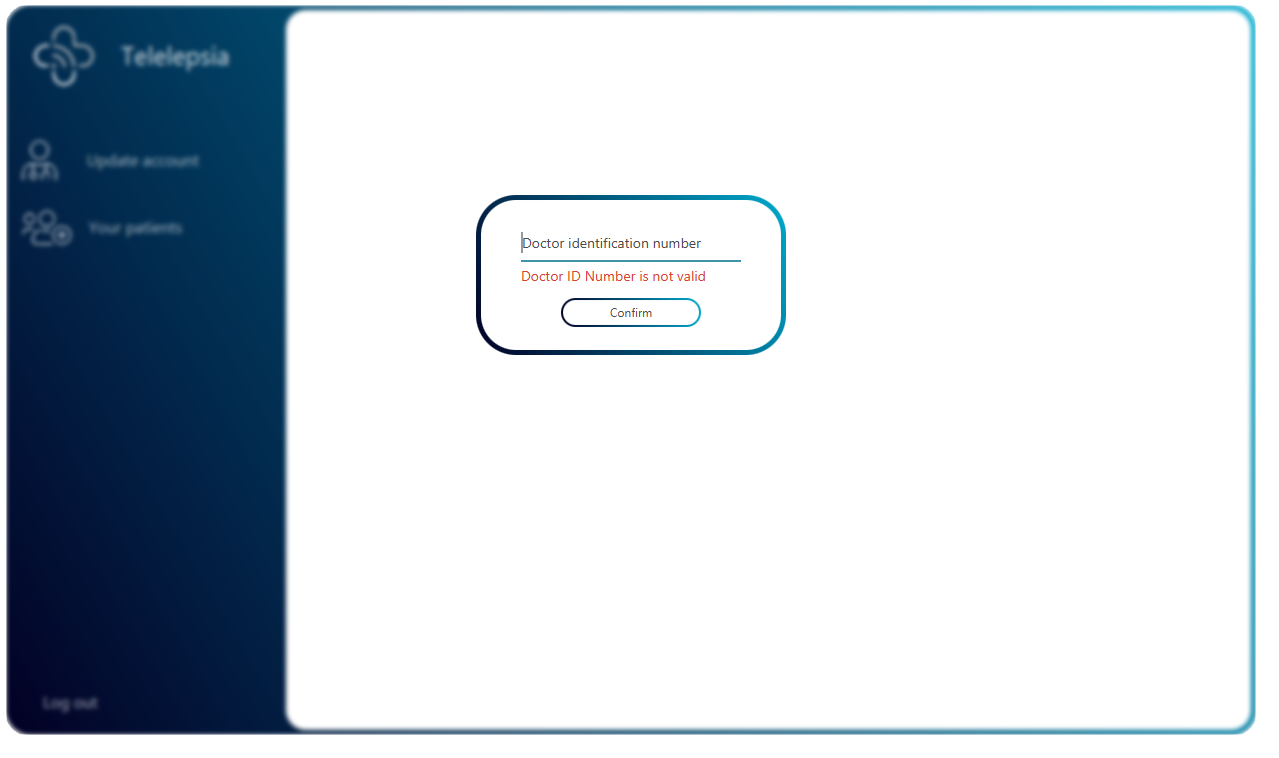 Telelepsia
Update account
Your patients
Doctor identification number
Doctor ID Number is not valid
Confirm
Log out